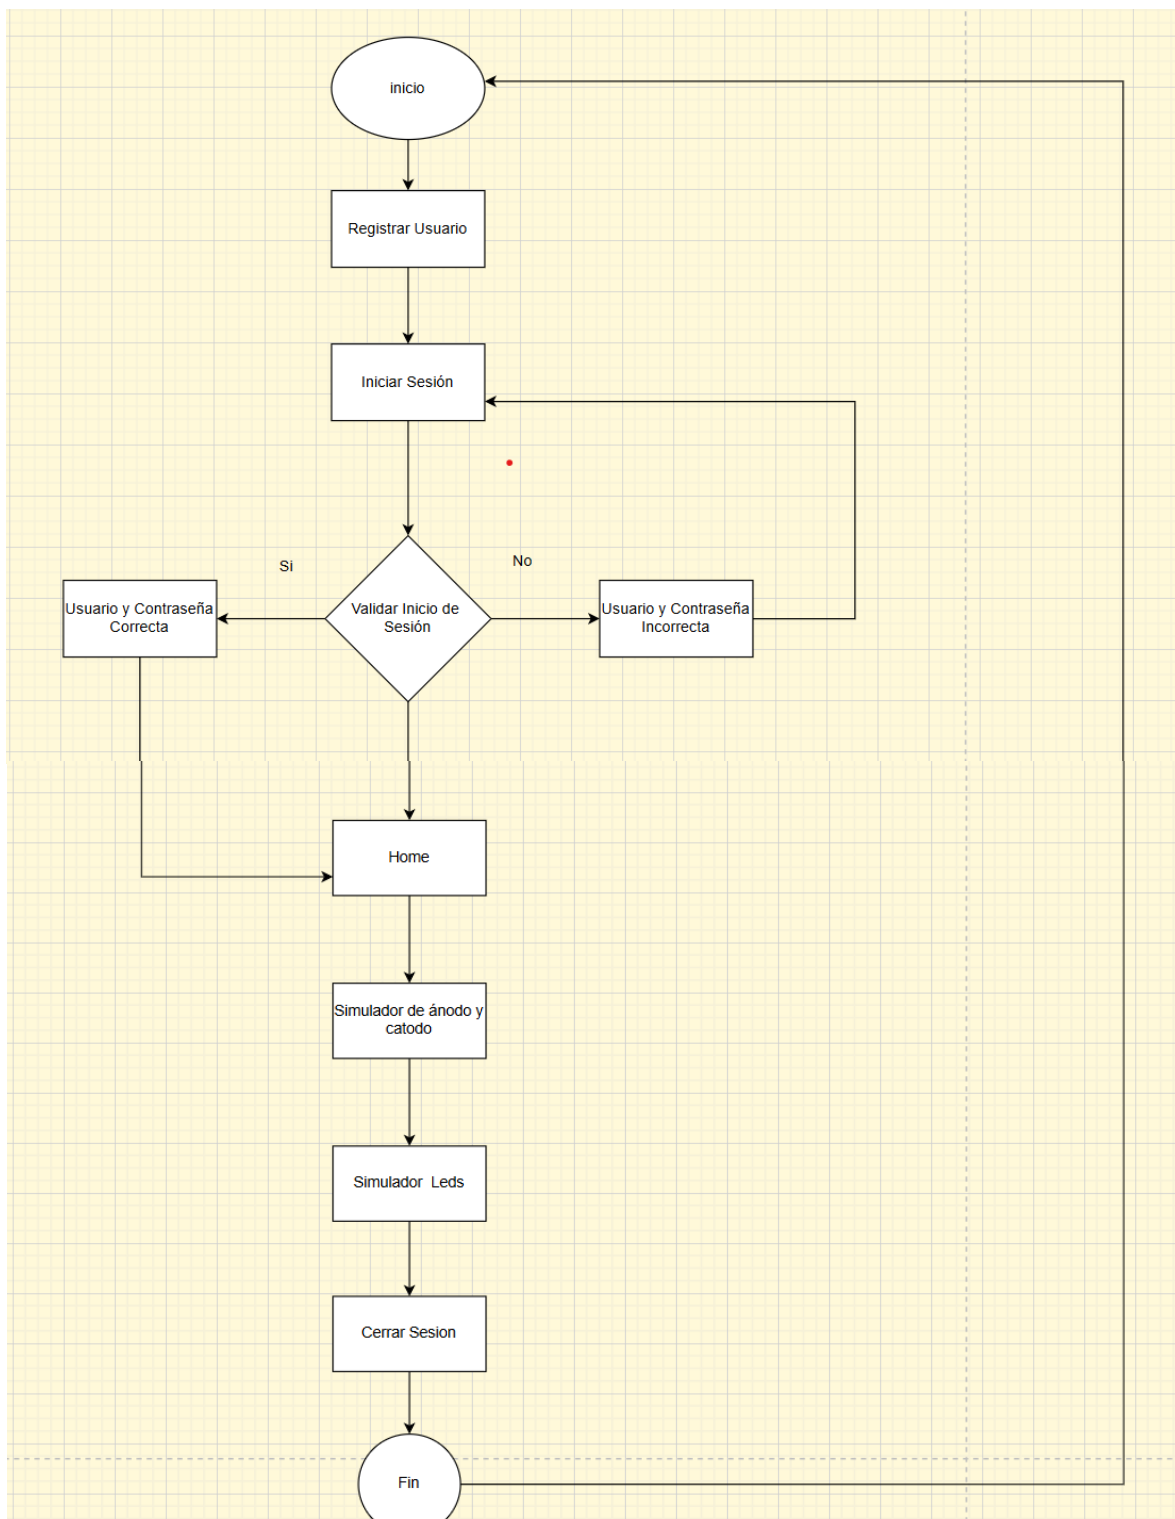 inicio
Registrar Usuario
Iniciar Sesión
Si
No
Usuario y Contraseña
Correcta
Validar Inicio de
Sesión
Usuario y Contraseña
Incorrecta
Home
Simulador de ánodo y
catodo
Simulador  Leds
Cerrar Sesion
Fin